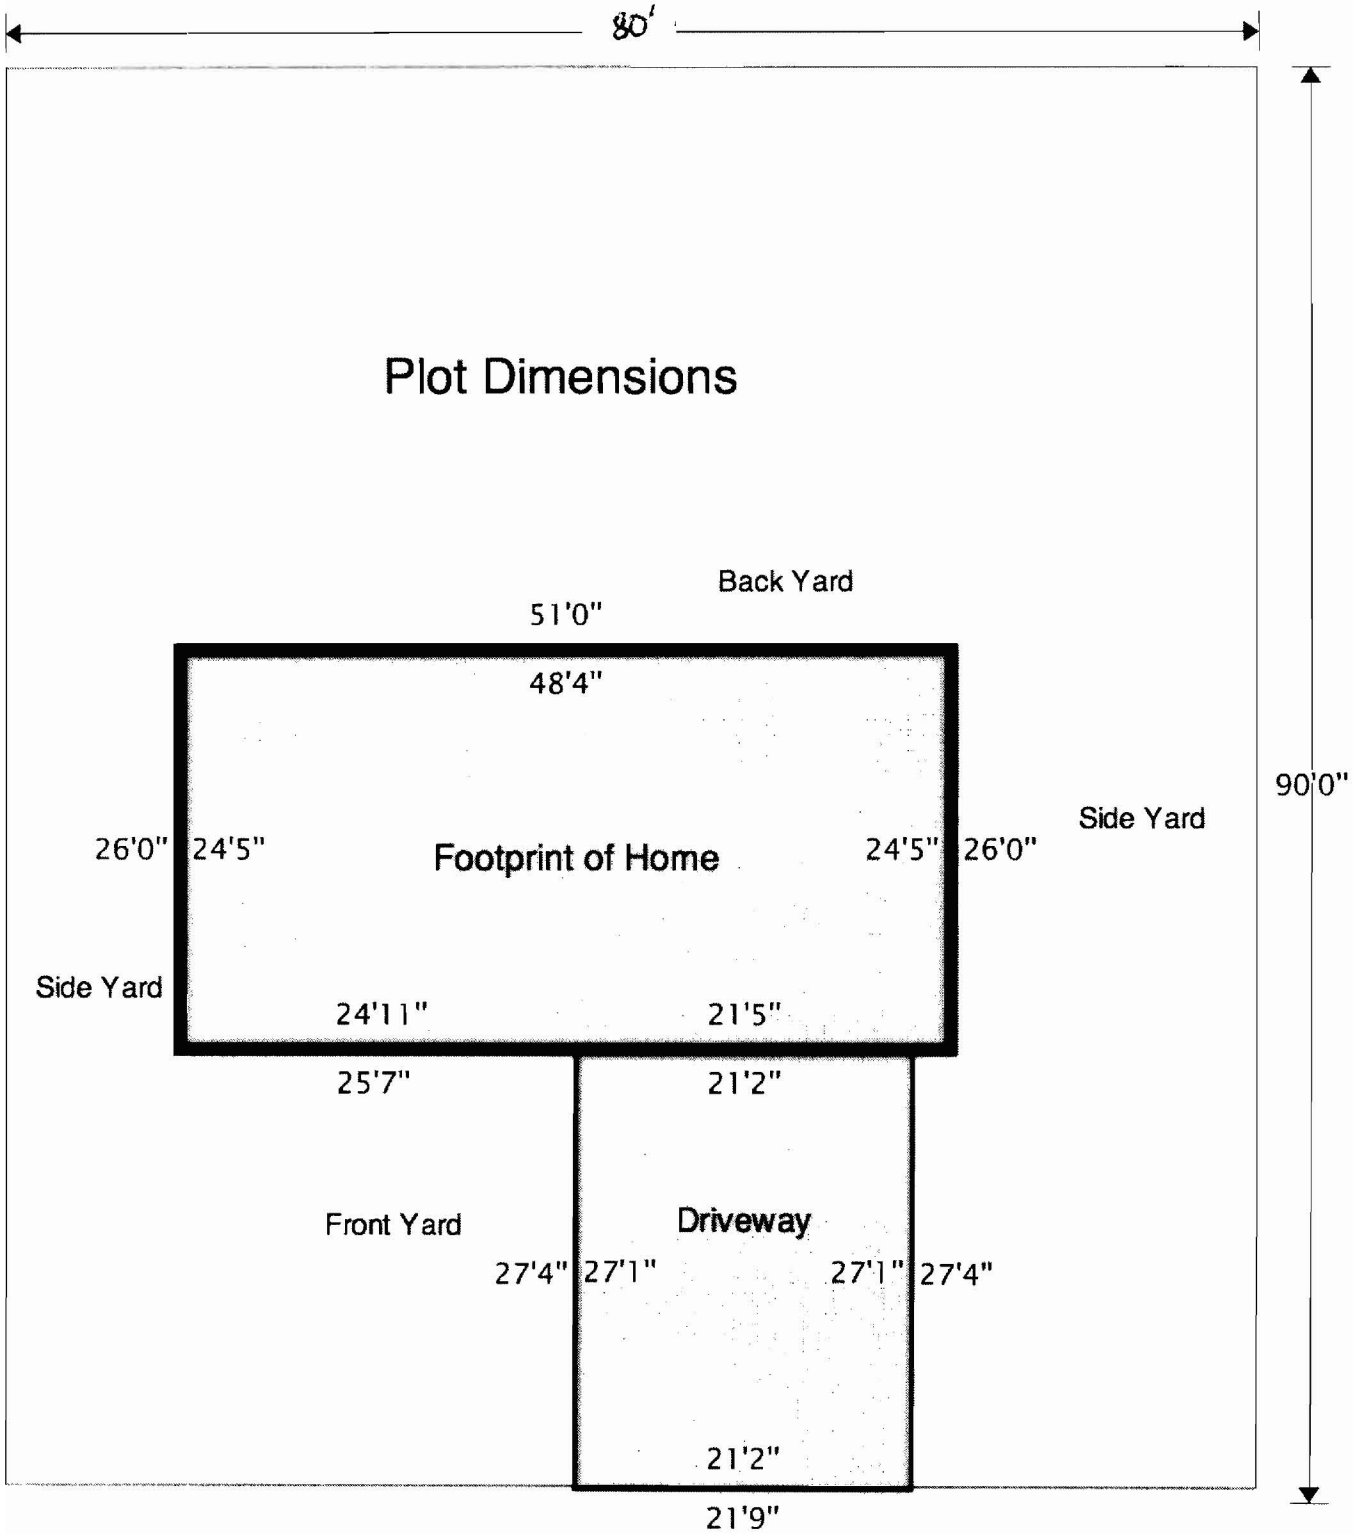 80'
Plot Dimensions
Back Yard
51'0"
48'4"
90'0"
Side Yard
26'0" 24'5" Footprint of Home 24'5" 26'0"
Side Yard
24'11" 21'5"
25'7" 21'2"
Front Yard Driveway
27'4" 27'1" 27'1" 27'4"
21'2"
21'9"